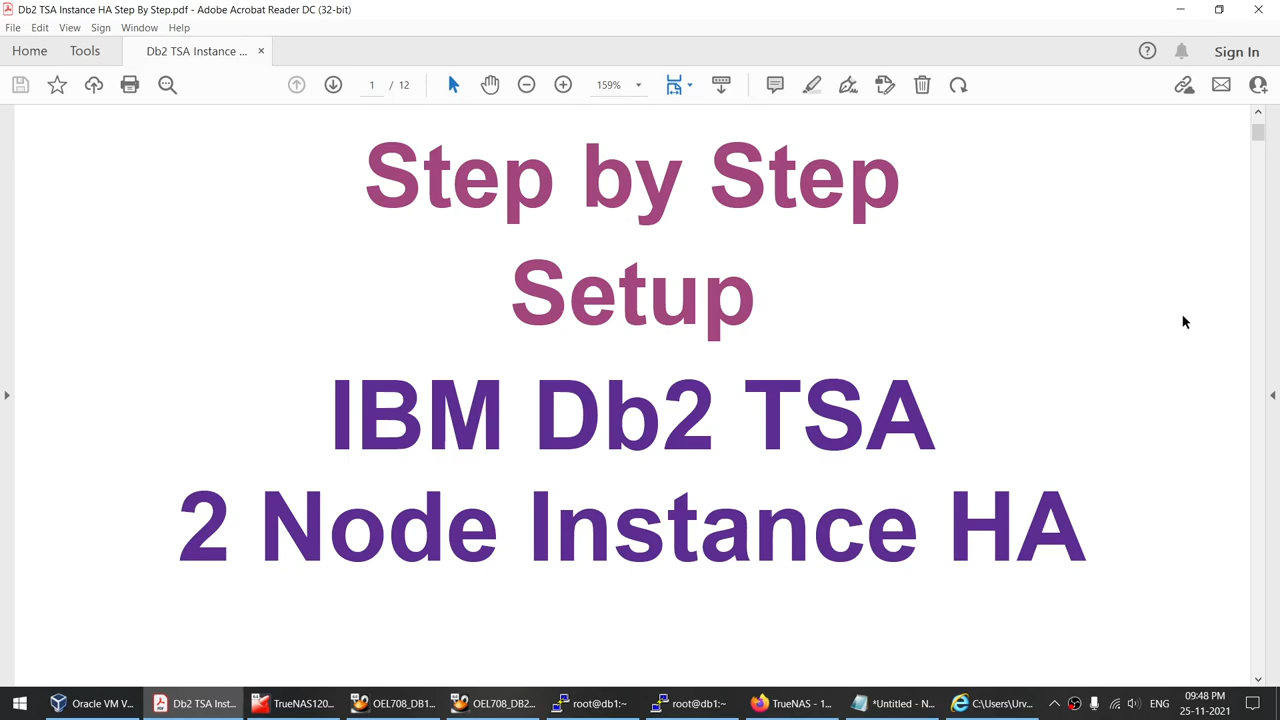 Db2 TSA Instance HA Step By Step.pdf - Adobe Acrobat Reader DC (32-bit)
File Edit View Sign Window Help
Home Tools Db2 TSA Instance ... ×
Sign In
1 / 12 159%
Step by Step
Setup
IBM Db2 TSA
2 Node Instance HA
Oracle VM V... Db2 TSA Inst... TrueNAS120... OEL708_DB1... OEL708_DB2... root@db1:~ root@db1:~ TrueNAS - 1... *Untitled - N... C:\Users\Urv... ENG
09:48 PM
25-11-2021